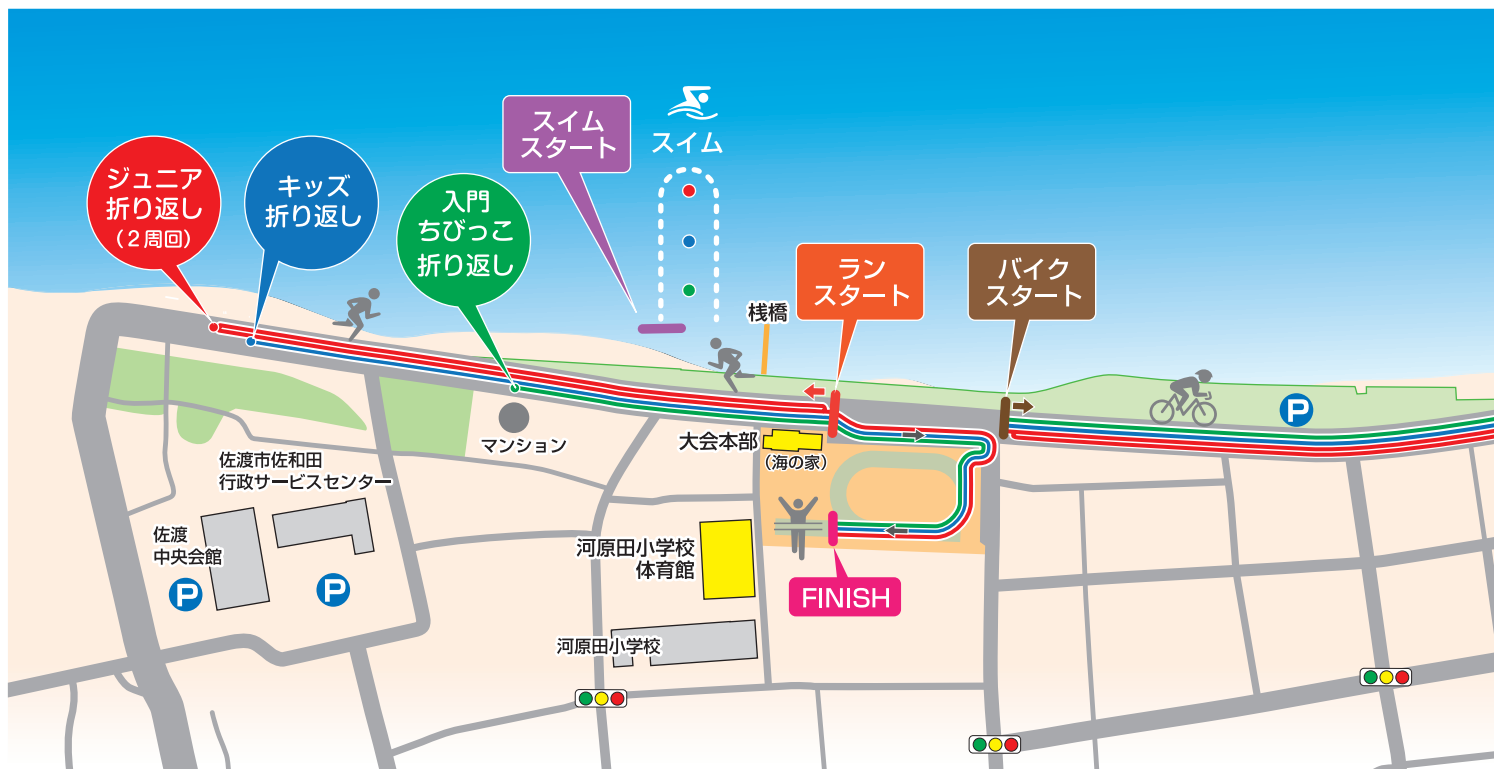 スイム
スタート
スイム
ジュニア
折り返し
（２周回）
キッズ
折り返し
入門
ちびっこ
折り返し
ラン
スタート
バイク
スタート
桟橋
P
マンション
大会本部
（海の家）
佐渡市佐和田
行政サービスセンター
佐渡
中央会館
P
P
河原田小学校
体育館
FINISH
河原田小学校